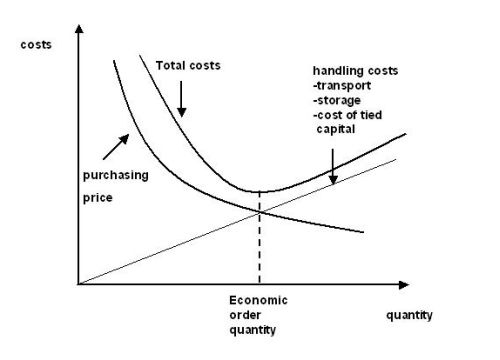 costs
Total costs
handling costs
-transport
-storage
-cost of tied
capital
purchasing
price
Economic
order
quantity
quantity